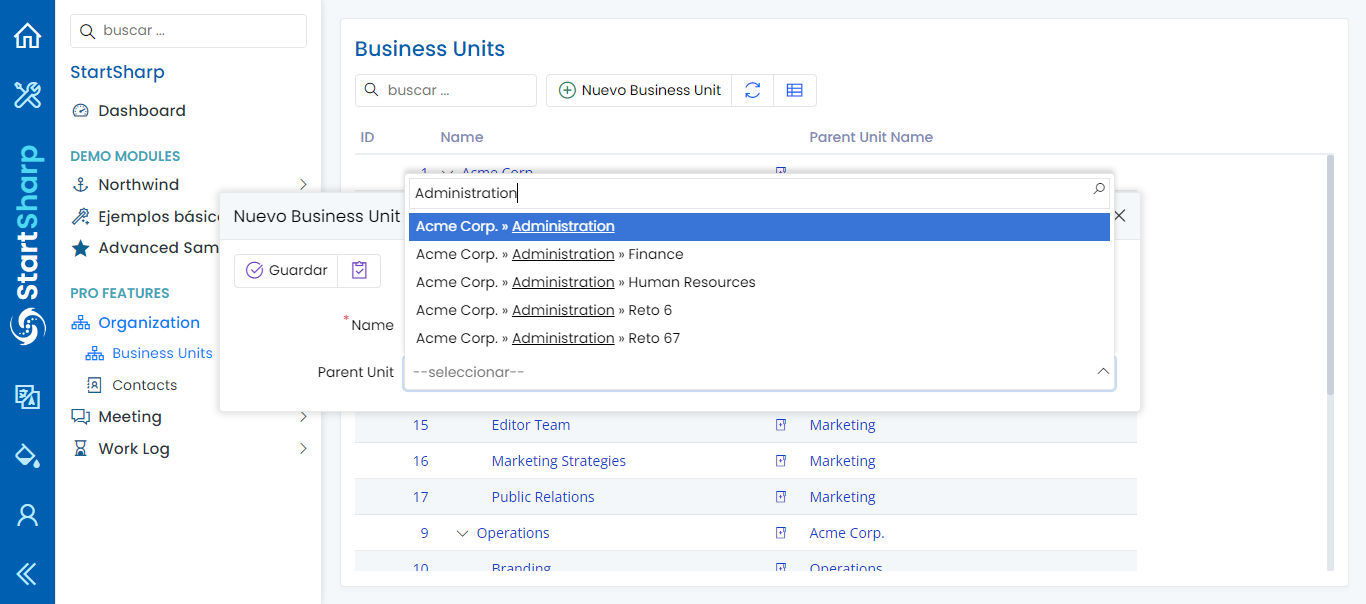 buscar ...
StartSharp
Dashboard
DEMO MODULES
Northwind
Ejemplos básic
Advanced Sam
PRO FEATURES
Organization
Business Units
Contacts
Meeting
Work Log
StartSharp
Business Units
buscar ...
Nuevo Business Unit
ID Name Parent Unit Name
1 Acme Corp.
Nuevo Business Unit
Administration
Acme Corp. » Administration
Acme Corp. » Administration » Finance
Acme Corp. » Administration » Human Resources
Acme Corp. » Administration » Reto 6
Acme Corp. » Administration » Reto 67
Guardar
*Name
Parent Unit --seleccionar--
15 Editor Team Marketing
16 Marketing Strategies Marketing
17 Public Relations Marketing
9 Operations Acme Corp.
10 Branding Operations